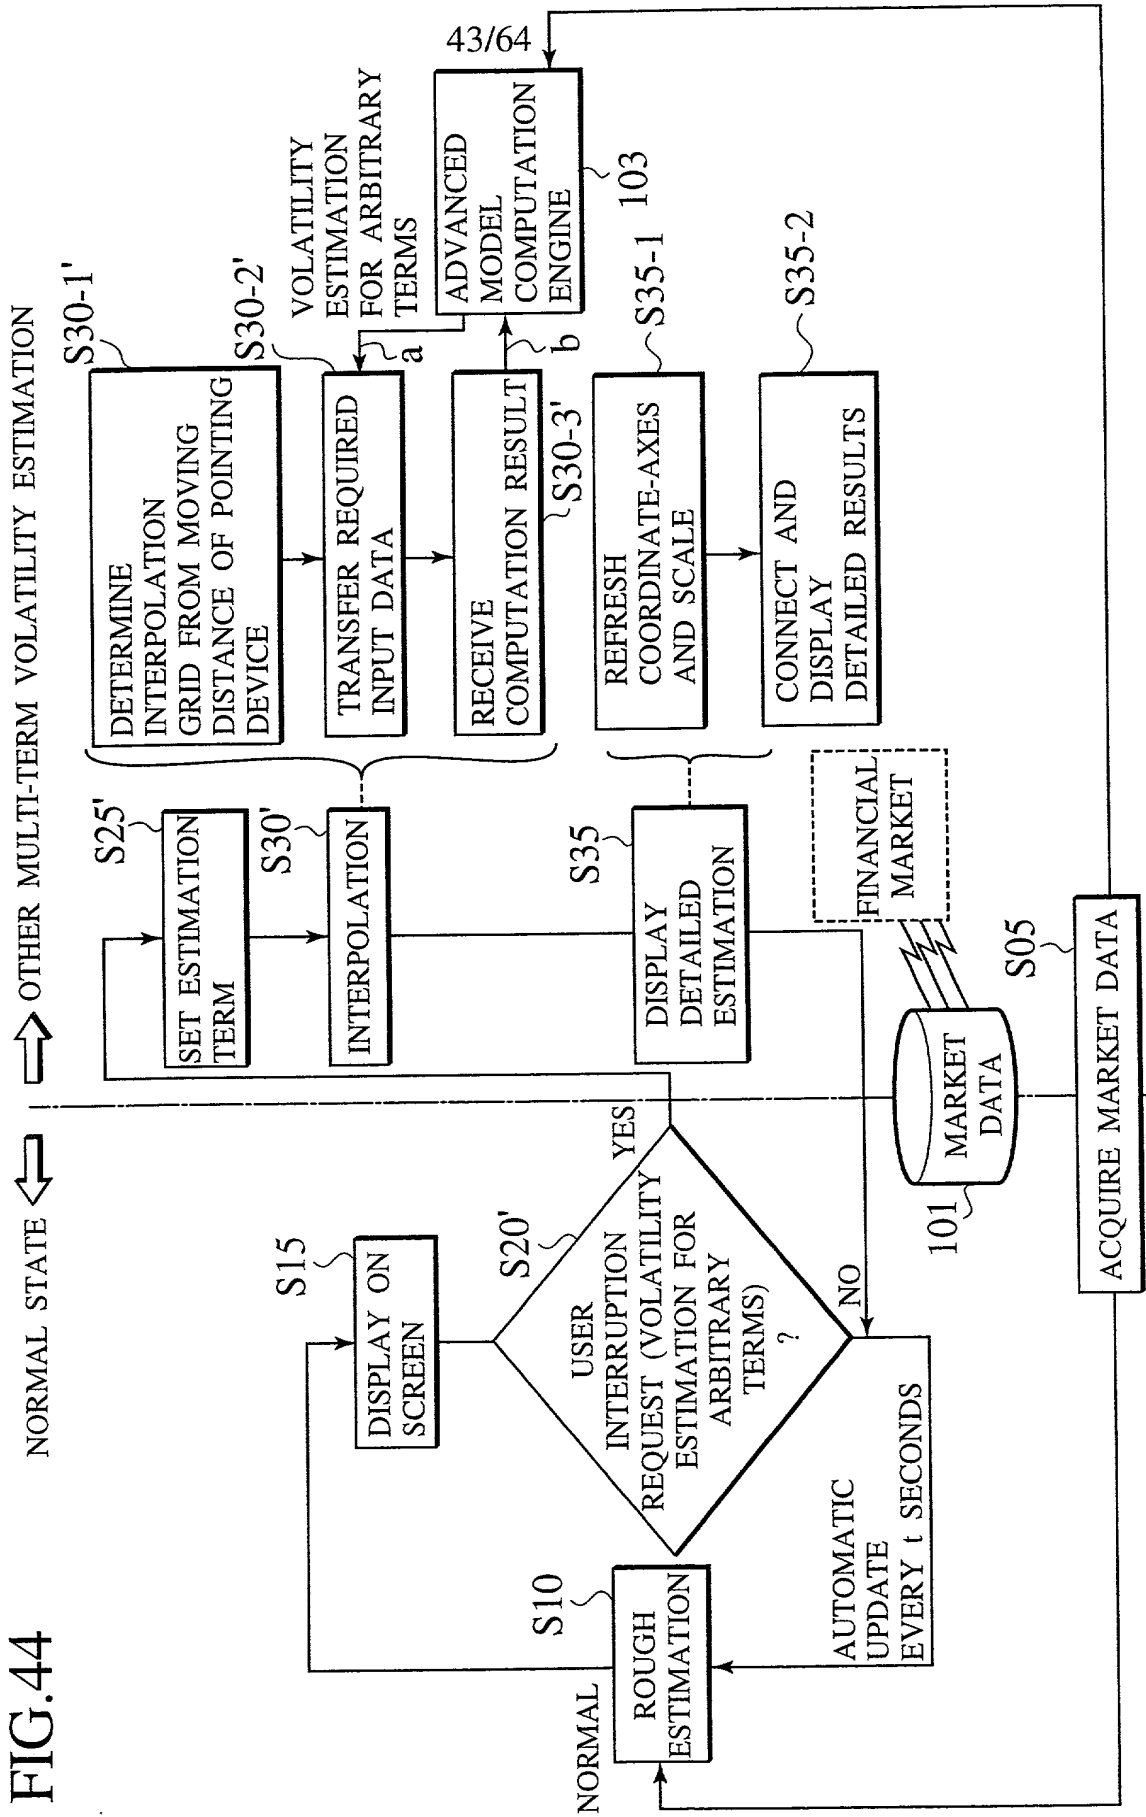 FIG.44
NORMAL STATE
OTHER MULTI-TERM VOLATILITY ESTIMATION
S15
DISPLAY ON
SCREEN
S10
NORMAL
ROUGH
ESTIMATION
S20'
USER
INTERRUPTION
REQUEST (VOLATILITY
ESTIMATION FOR
ARBITRARY
TERMS)
?
YES
NO
AUTOMATIC
UPDATE
EVERY t SECONDS
S25'
SET ESTIMATION
TERM
S30'
INTERPOLATION
S35
DISPLAY
DETAILED
ESTIMATION
S30-1'
DETERMINE
INTERPOLATION
GRID FROM MOVING
DISTANCE OF POINTING
DEVICE
S30-2'
TRANSFER REQUIRED
INPUT DATA
RECEIVE
COMPUTATION RESULT
S30-3'
VOLATILITY
ESTIMATION
FOR ARBITRARY
TERMS
a
b
43/64
ADVANCED
MODEL
COMPUTATION
ENGINE
103
S35-1
REFRESH
COORDINATE-AXES
AND SCALE
S35-2
CONNECT AND
DISPLAY
DETAILED RESULTS
FINANCIAL
MARKET
MARKET
DATA
101
S05
ACQUIRE MARKET DATA